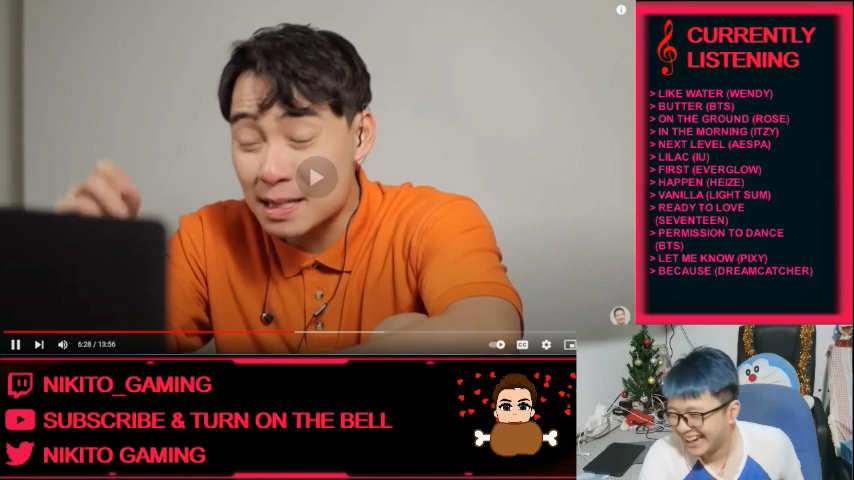 CURRENTLY
LISTENING
> LIKE WATER (WENDY)
> BUTTER (BTS)
> ON THE GROUND (ROSE)
> IN THE MORNING (ITZY)
> NEXT LEVEL (AESPA)
> LILAC (IU)
> FIRST (EVERGLOW)
> HAPPEN (HEIZE)
> VANILLA (LIGHT SUM)
> READY TO LOVE
(SEVENTEEN)
> PERMISSION TO DANCE
(BTS)
> LET ME KNOW (PIXY)
> BECAUSE (DREAMCATCHER)
6:28 / 13:56
CC
NIKITO_GAMING
SUBSCRIBE & TURN ON THE BELL
NIKITO GAMING